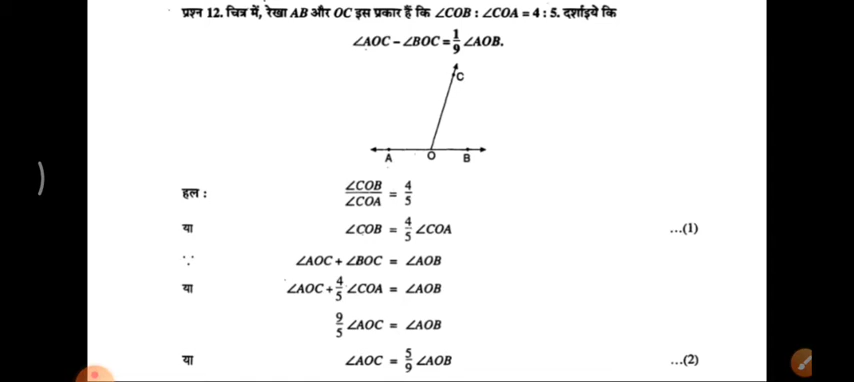 प्रश्न 12. चित्र में, रेखा AB और OC इस प्रकार हैं कि ∠COB : ∠COA = 4 : 5. दर्शाइये कि
∠AOC – ∠BOC = 1/9 ∠AOB.
C
A O B
हल : ∠COB/∠COA = 4/5
या ∠COB = 4/5 ∠COA ...(1)
∵ ∠AOC + ∠BOC = ∠AOB
या ∠AOC + 4/5 ∠COA = ∠AOB
9/5 ∠AOC = ∠AOB
या ∠AOC = 5/9 ∠AOB ...(2)